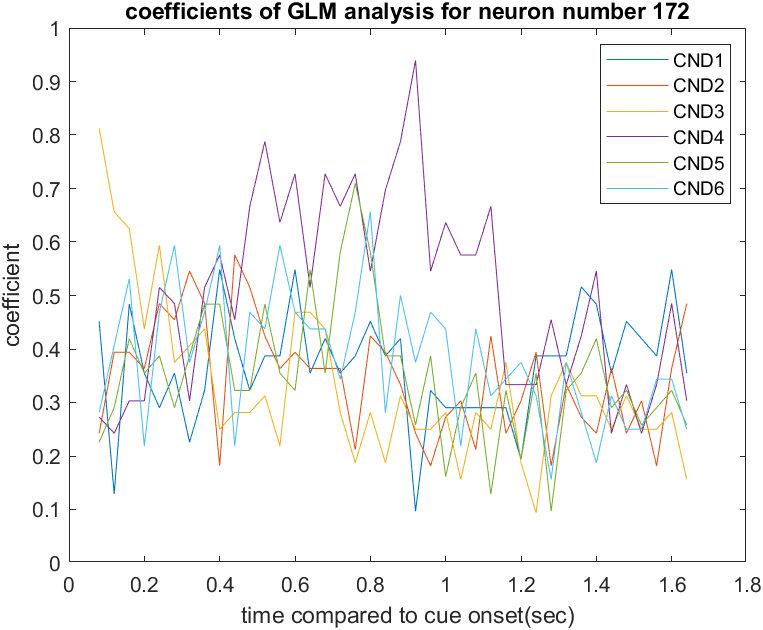 coefficients of GLM analysis for neuron number 172
1
0.9
0.8
0.7
0.6
0.5
0.4
0.3
0.2
0.1
0
coefficient
CND1
CND2
CND3
CND4
CND5
CND6
0 0.2 0.4 0.6 0.8 1 1.2 1.4 1.6 1.8
time compared to cue onset(sec)